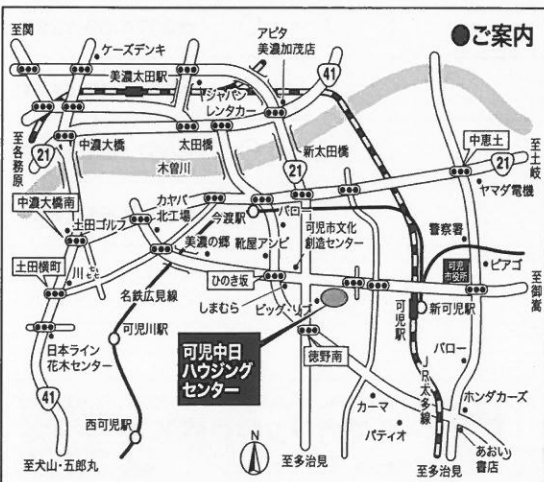 ●ご案内
至関
ケーズデンキ
アピタ
美濃加茂店
41
美濃太田駅
ジャパン
レンタカー
至各務原
21
中濃大橋
太田橋
新太田橋
21
中恵土
至土岐
21
木曽川
ヤマダ電機
中濃大橋南
カヤバ
北工場
今渡駅
バロー
土田ゴルフ
美濃の郷
靴屋アシビ
可児市文化
創造センター
警察署
ピアゴ
可児
市役所
土田横町
川
ひのき坂
至御嵩
名鉄広見線
しまむら
ビッグ・リブ
可児駅
新可児駅
可児川駅
日本ライン
花木センター
可児中日
ハウジング
センター
徳野南
JR太多線
バロー
カーマ
ホンダカーズ
41
西可児駅
パティオ
あおい
書店
N
至犬山・五郎丸
至多治見
至多治見